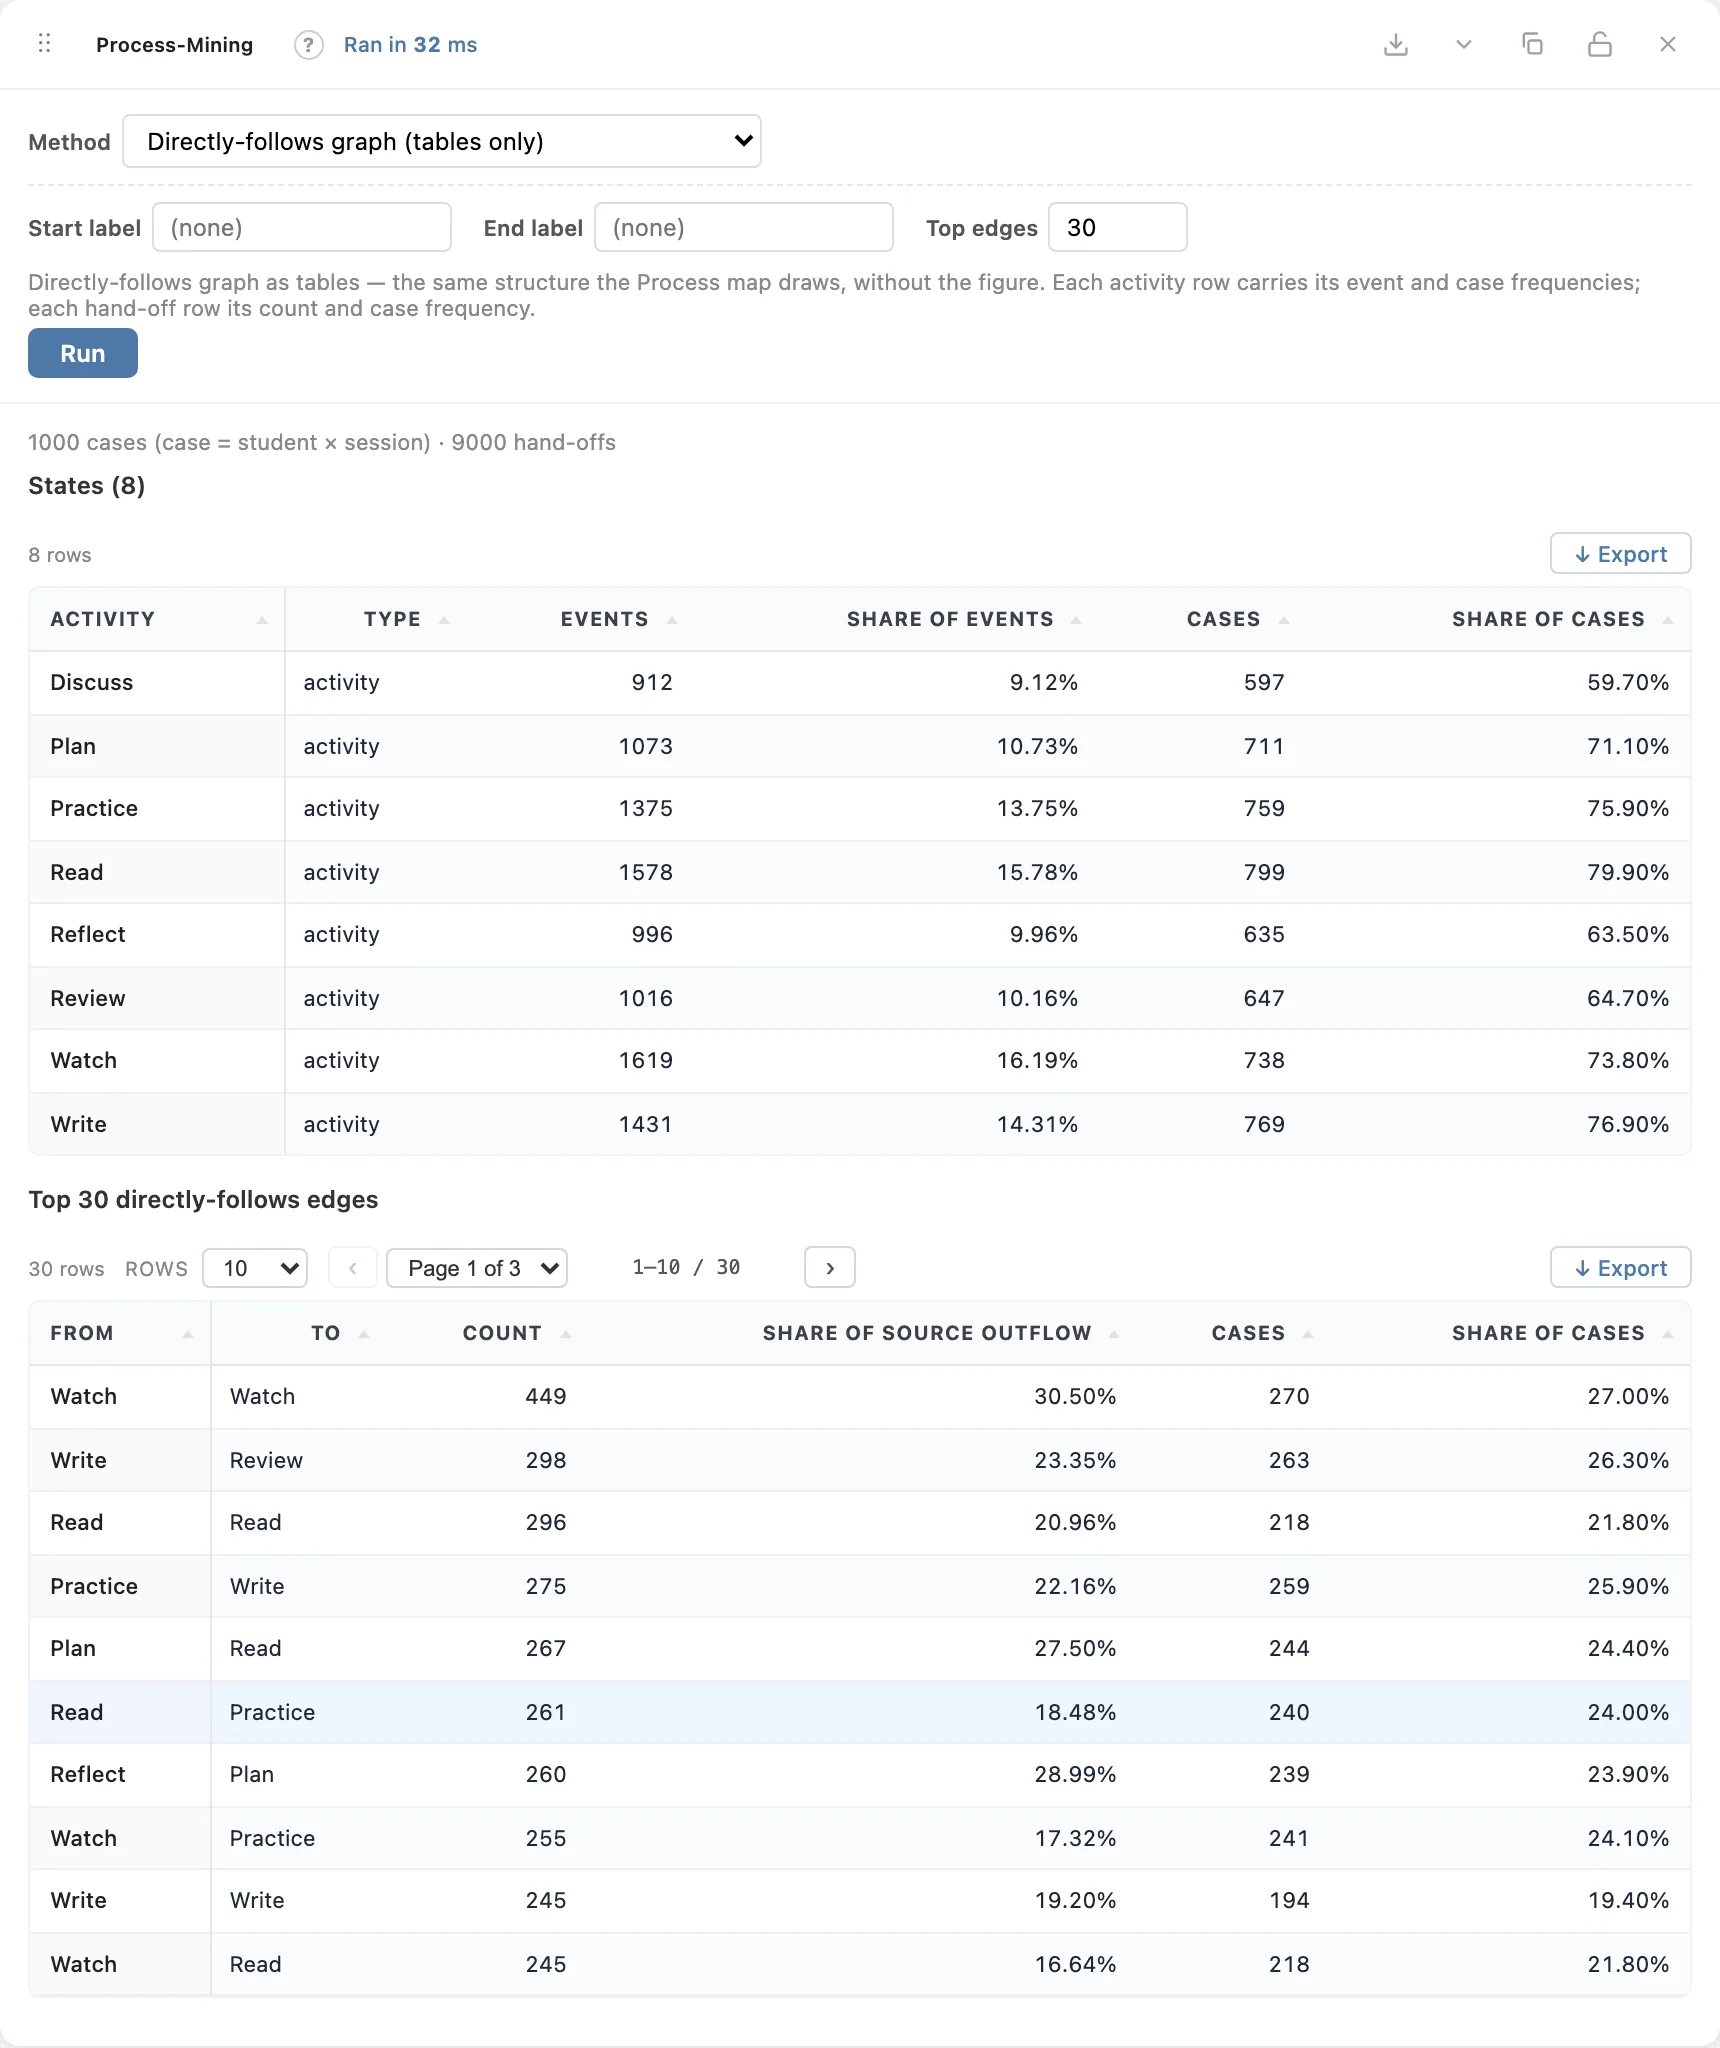 Process-Mining ? Ran in 32 ms
Method Directly-follows graph (tables only)
Start label (none) End label (none) Top edges 30
Directly-follows graph as tables — the same structure the Process map draws, without the figure. Each activity row carries its event and case frequencies;
each hand-off row its count and case frequency.
Run
1000 cases (case = student × session) · 9000 hand-offs
States (8)
8 rows ↓ Export
ACTIVITY TYPE EVENTS SHARE OF EVENTS CASES SHARE OF CASES
Discuss activity 912 9.12% 597 59.70%
Plan activity 1073 10.73% 711 71.10%
Practice activity 1375 13.75% 759 75.90%
Read activity 1578 15.78% 799 79.90%
Reflect activity 996 9.96% 635 63.50%
Review activity 1016 10.16% 647 64.70%
Watch activity 1619 16.19% 738 73.80%
Write activity 1431 14.31% 769 76.90%
Top 30 directly-follows edges
30 rows ROWS 10 ‹ Page 1 of 3 1–10 / 30 › ↓ Export
FROM TO COUNT SHARE OF SOURCE OUTFLOW CASES SHARE OF CASES
Watch Watch 449 30.50% 270 27.00%
Write Review 298 23.35% 263 26.30%
Read Read 296 20.96% 218 21.80%
Practice Write 275 22.16% 259 25.90%
Plan Read 267 27.50% 244 24.40%
Read Practice 261 18.48% 240 24.00%
Reflect Plan 260 28.99% 239 23.90%
Watch Practice 255 17.32% 241 24.10%
Write Write 245 19.20% 194 19.40%
Watch Read 245 16.64% 218 21.80%